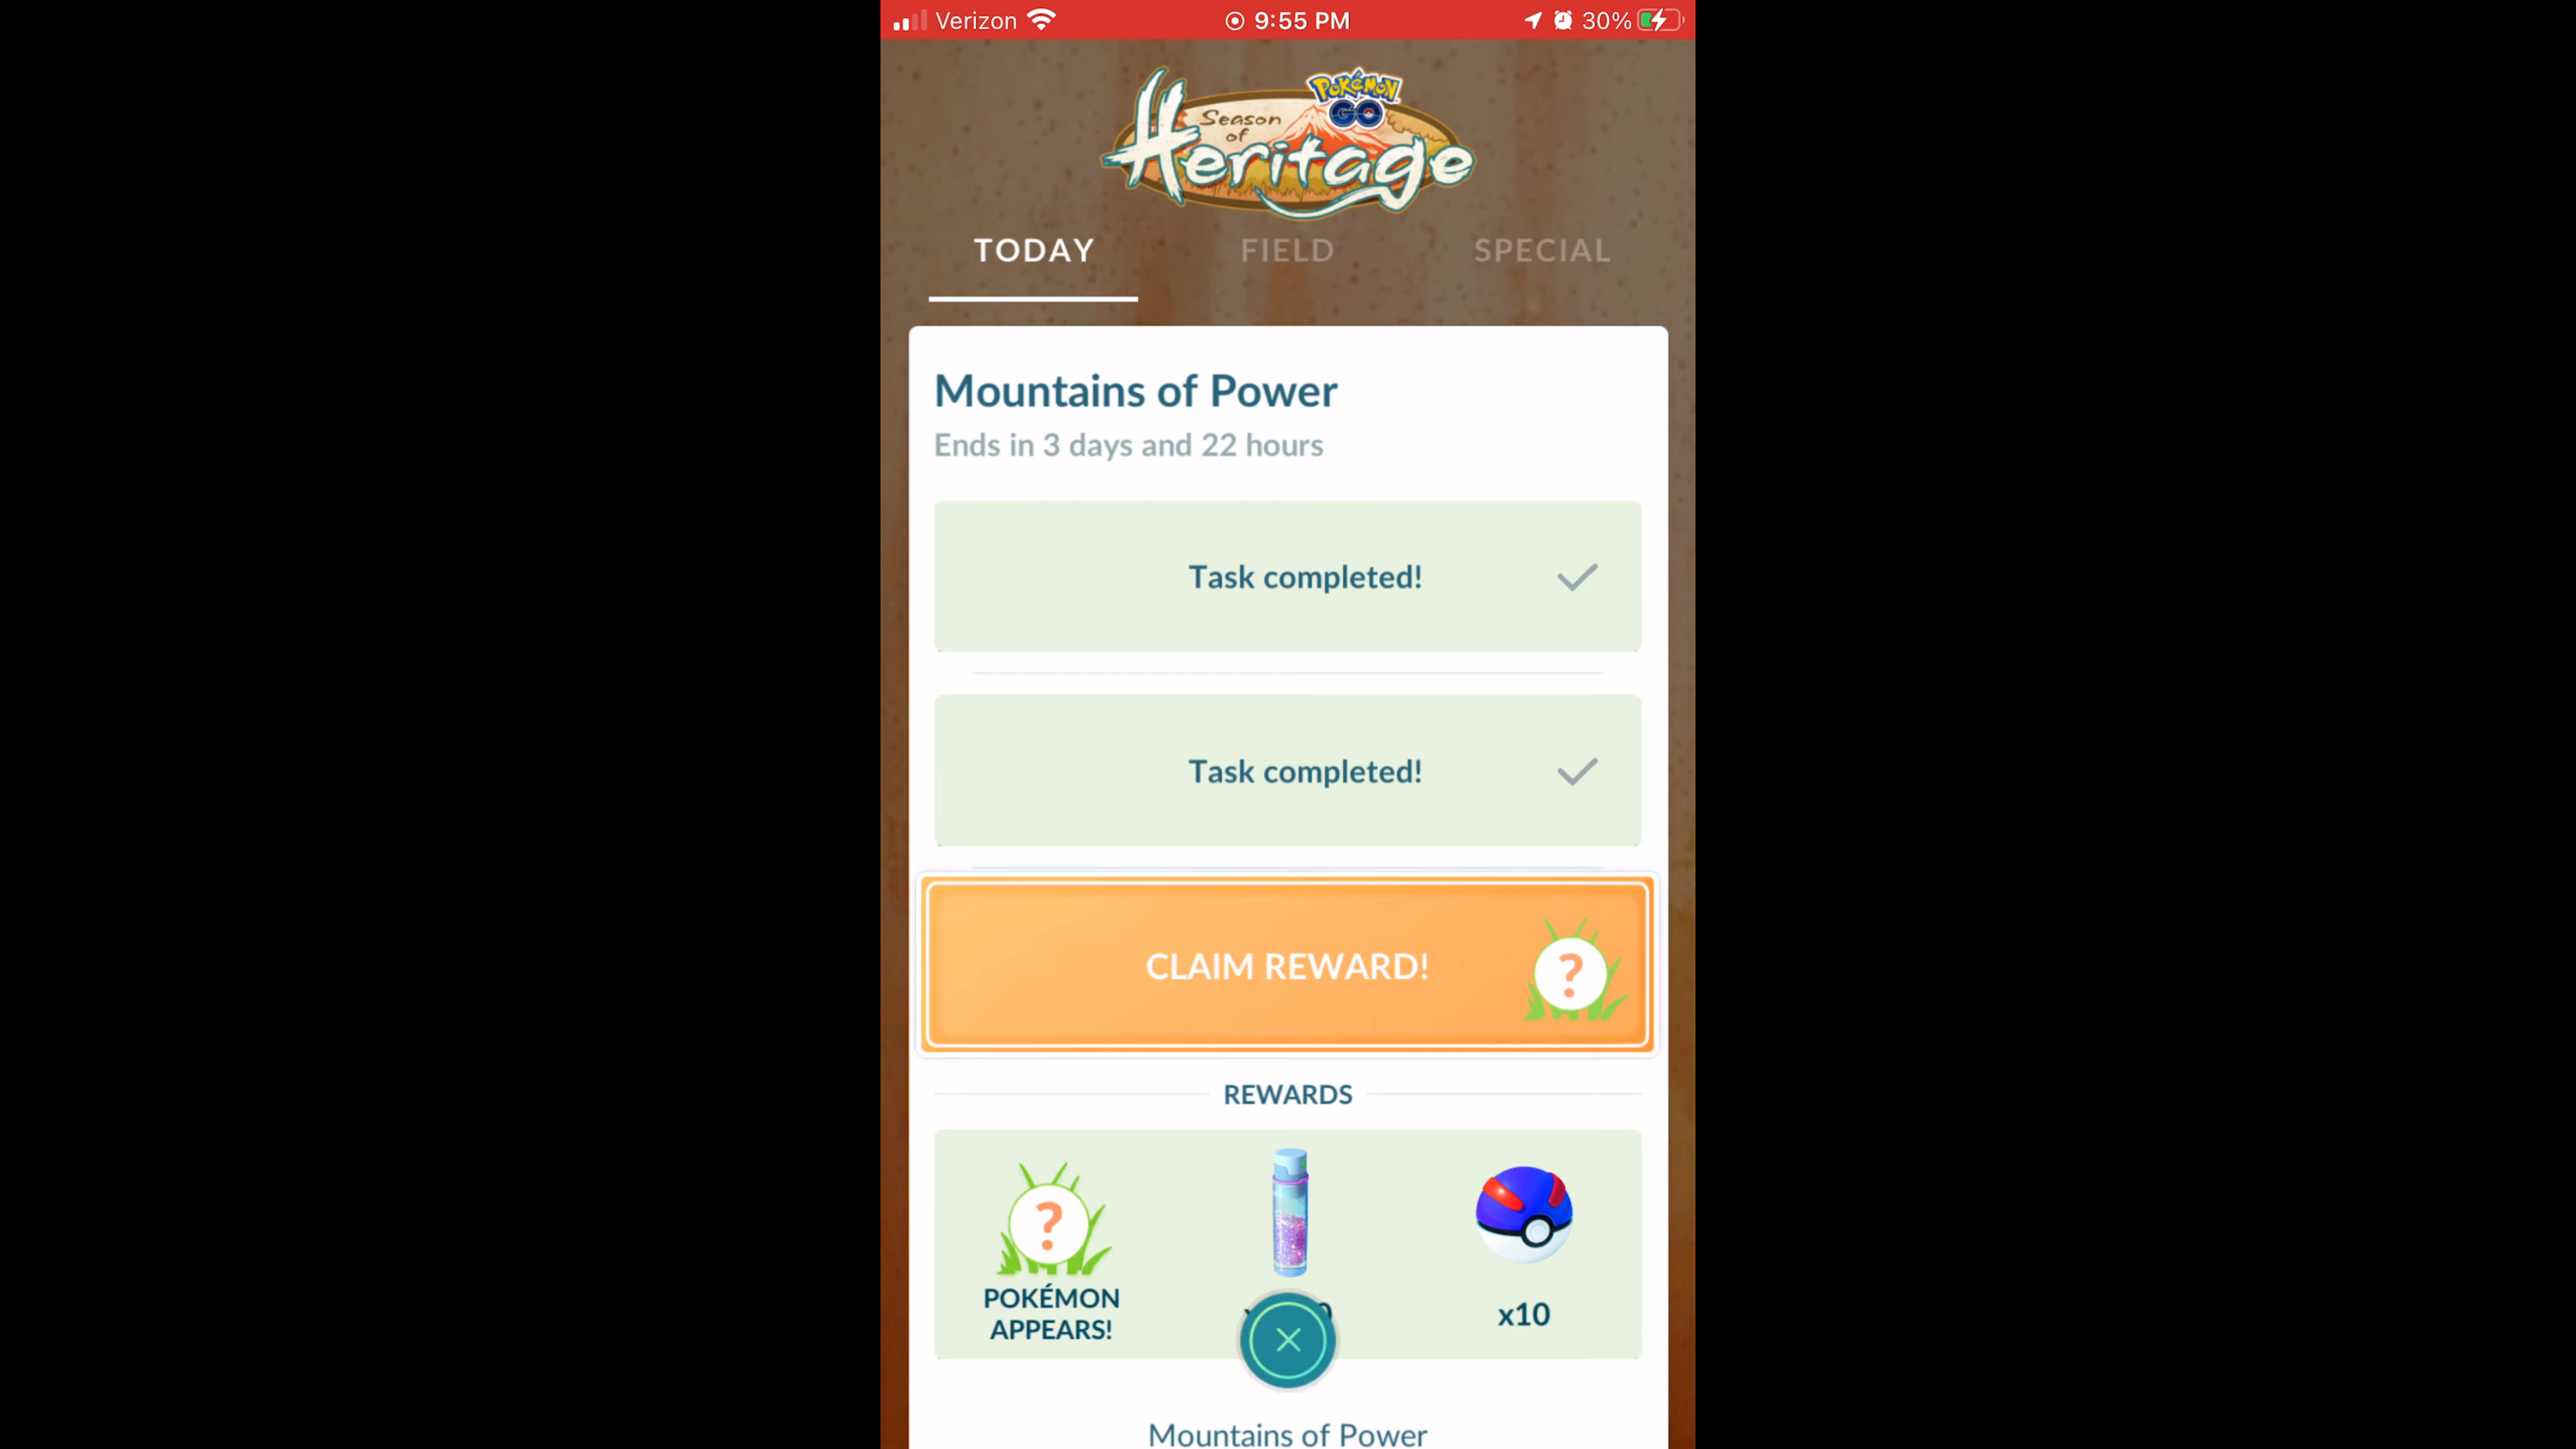 Verizon 9:55 PM 30%
Pokémon
GO
Season
of
Heritage
TODAY FIELD SPECIAL
Mountains of Power
Ends in 3 days and 22 hours
Task completed!
Task completed!
CLAIM REWARD!
?
REWARDS
?
POKÉMON
APPEARS!
x10
Mountains of Power